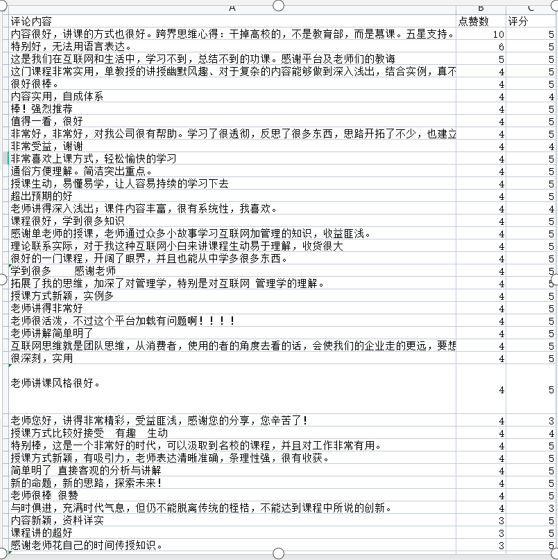 A B C
评论内容 点赞数 评分
内容很好，讲课的方式也很好。跨界思维心得：干掉高校的，不是教育部，而是慕课。五星支持。 10 5
特别好，无法用语言表达。 6 5
这是我们在互联网和生活中，学习不到，总结不到的功课。感谢平台及老师们的教诲 5 5
这门课程非常实用，单教授的讲授幽默风趣、对于复杂的内容能够做到深入浅出，结合实例，真不 4 5
很好很棒。 4 5
内容实用，自成体系 4 4
棒！强烈推荐 4 5
值得一看，很好 4 5
非常好，非常好，对我公司很有帮助。学习了很透彻，反思了很多东西，思路开拓了不少，也建立 4 5
非常受益，谢谢 4 4
非常喜欢上课方式，轻松愉快的学习 4 5
通俗方便理解。简洁突出重点。 4 5
授课生动，易懂易学，让人容易持续的学习下去 4 5
超出预期的好 4 5
老师讲得深入浅出；课件内容丰富，很有系统性，我喜欢。 4 4
课程很好，学到很多知识 4 5
感谢单老师的授课，老师通过众多小故事学习互联网加管理的知识，收益匪浅。 4 5
理论联系实际，对于我这种互联网小白来讲课程生动易于理解，收货很大 4 5
很好的一门课程，开阔了眼界，并且也能从中学多很多东西。 4 5
学到很多 感谢老师 4 5
拓展了我的思维，加深了对管理学，特别是对互联网 管理学的理解。 4 5
授课方式新颖，实例多 4 5
老师讲得非常好 4 5
老师很活泼，不过这个平台加载有问题啊！！！！ 4 5
老师讲解简单明了 4 5
互联网思维就是团队思维，从消费者，使用的者的角度去看的话，会使我们的企业走的更远，要想 4 5
很深刻，实用 4 5
老师讲课风格很好。 4 5
老师您好，讲得非常精彩，受益匪浅，感谢您的分享，您辛苦了！ 4 3
授课方式比较好接受 有趣 生动 4 4
特别棒，这是一个非常好的时代，可以汲取到名校的课程，并且对工作非常有用。 4 5
授课方式新颖，有吸引力，老师表达清晰准确，条理性强，很有收获。 4 5
简单明了 直接客观的分析与讲解 4 5
新的命题，新的思路，探索未来！ 4 5
老师很棒 很赞 4 5
与时俱进，充满时代气息，但仍不能脱离传统的桎梏，不能达到课程中所说的创新。 4 3
内容新颖，资料详实 3 5
课程讲的超好 3 5
感谢老师花自己的时间传授知识。 3 5